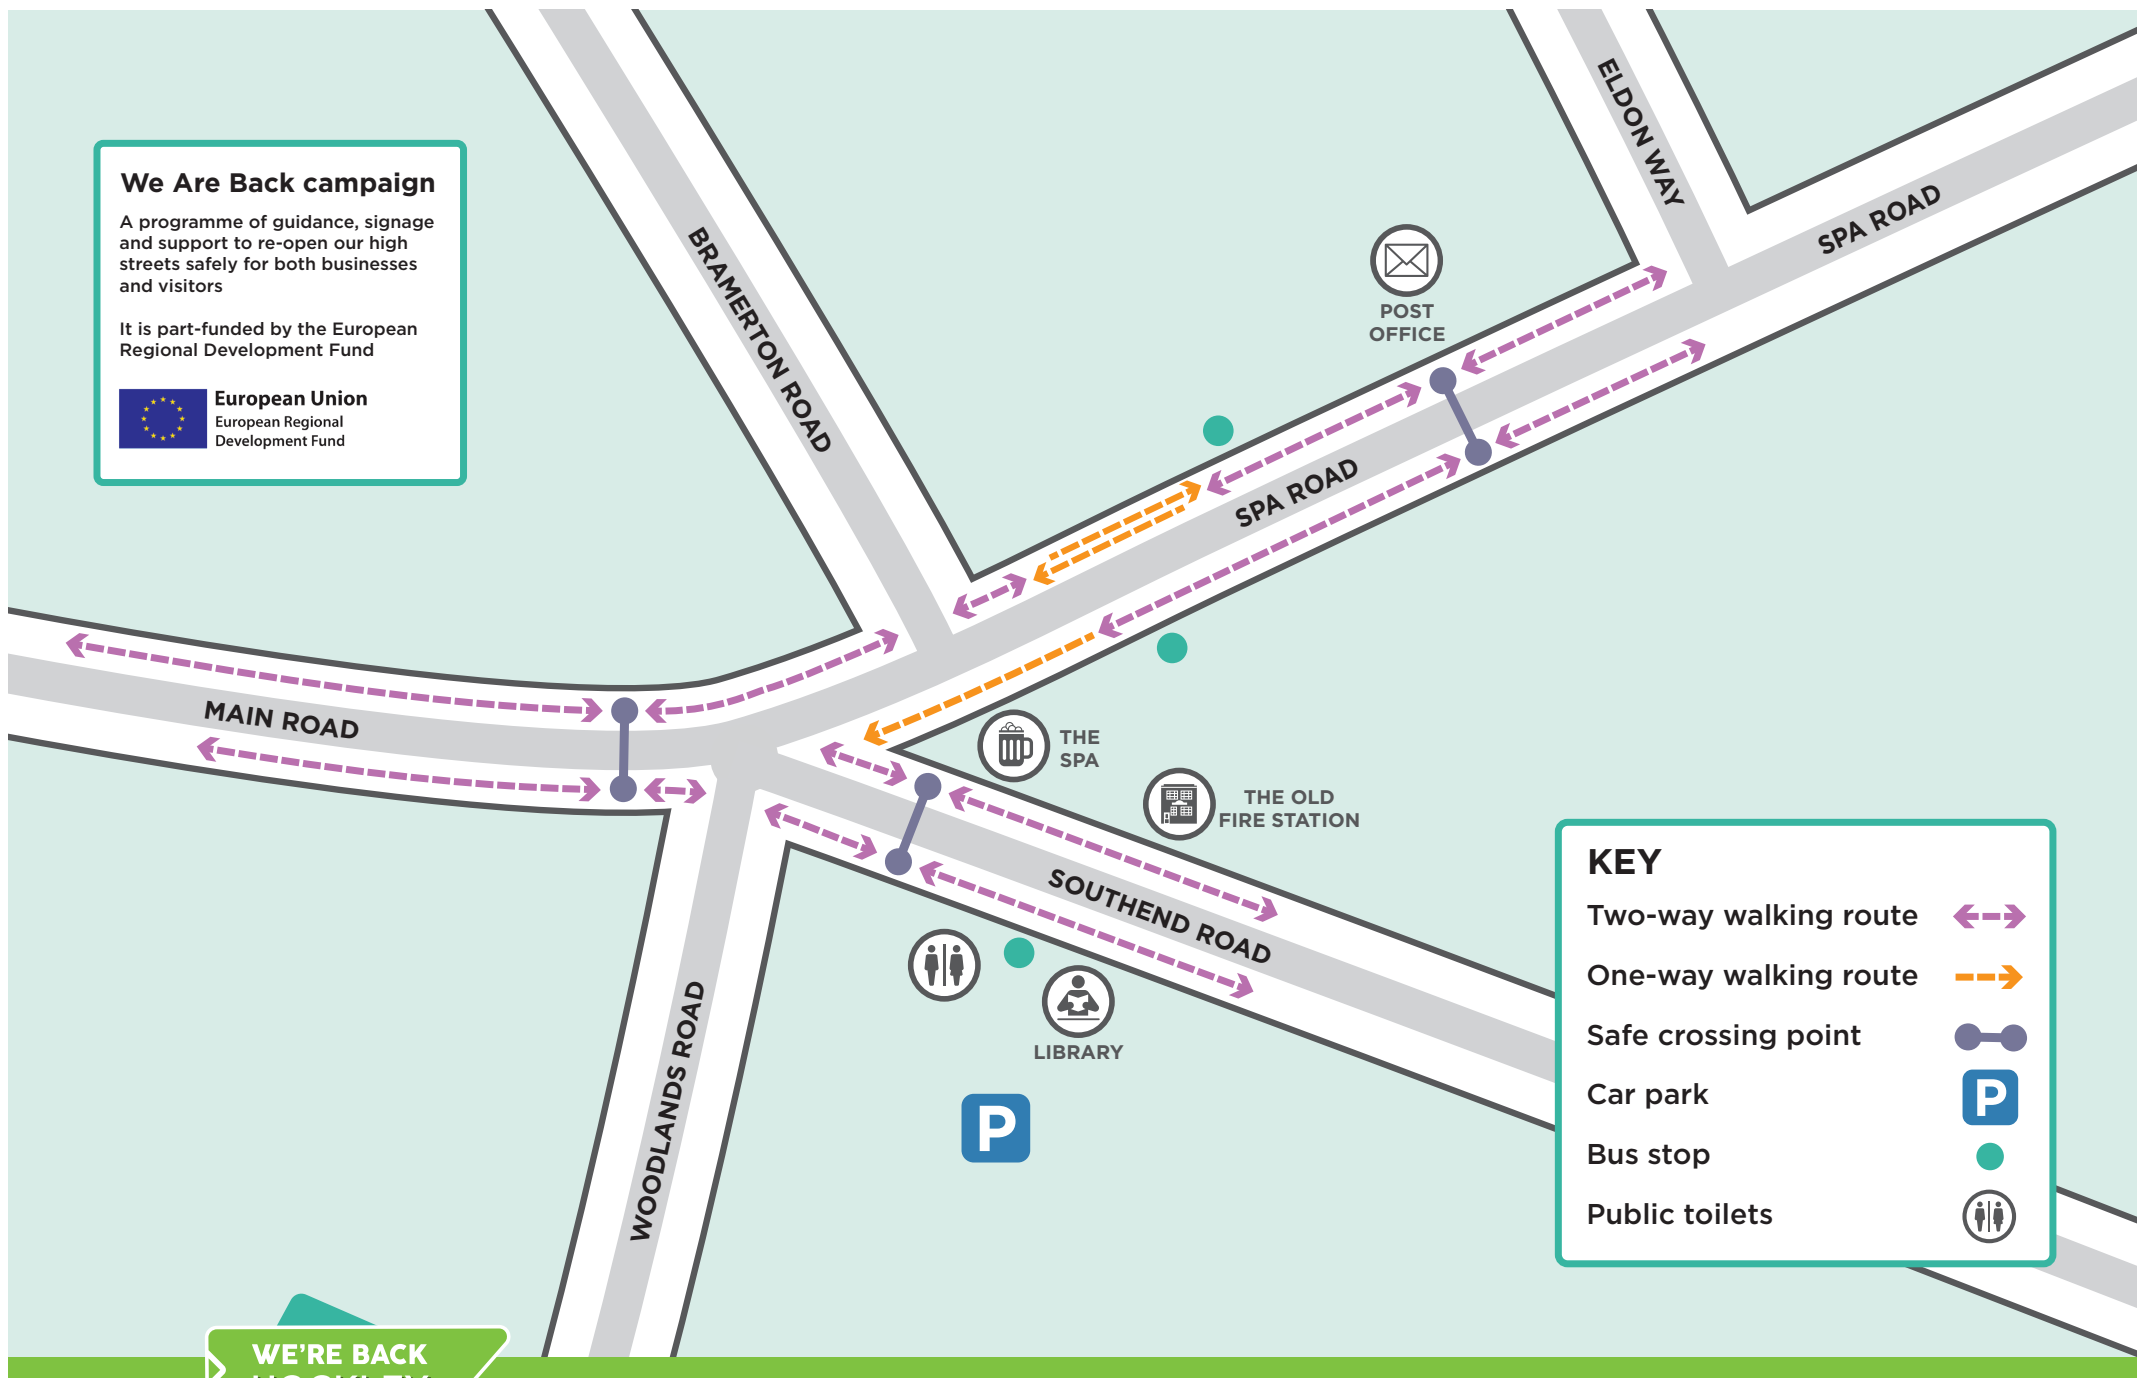 We Are Back campaign
A programme of guidance, signage
and support to re-open our high
streets safely for both businesses
and visitors
It is part-funded by the European
Regional Development Fund
European Union
European Regional
Development Fund
BRAMERTON ROAD
ELDON WAY
SPA ROAD
POST
OFFICE
SPA ROAD
MAIN ROAD
THE
SPA
THE OLD
FIRE STATION
SOUTHEND ROAD
LIBRARY
P
WOODLANDS ROAD
KEY
Two-way walking route
One-way walking route
Safe crossing point
Car park
P
Bus stop
Public toilets
WE'RE BACK
HOCKLEY